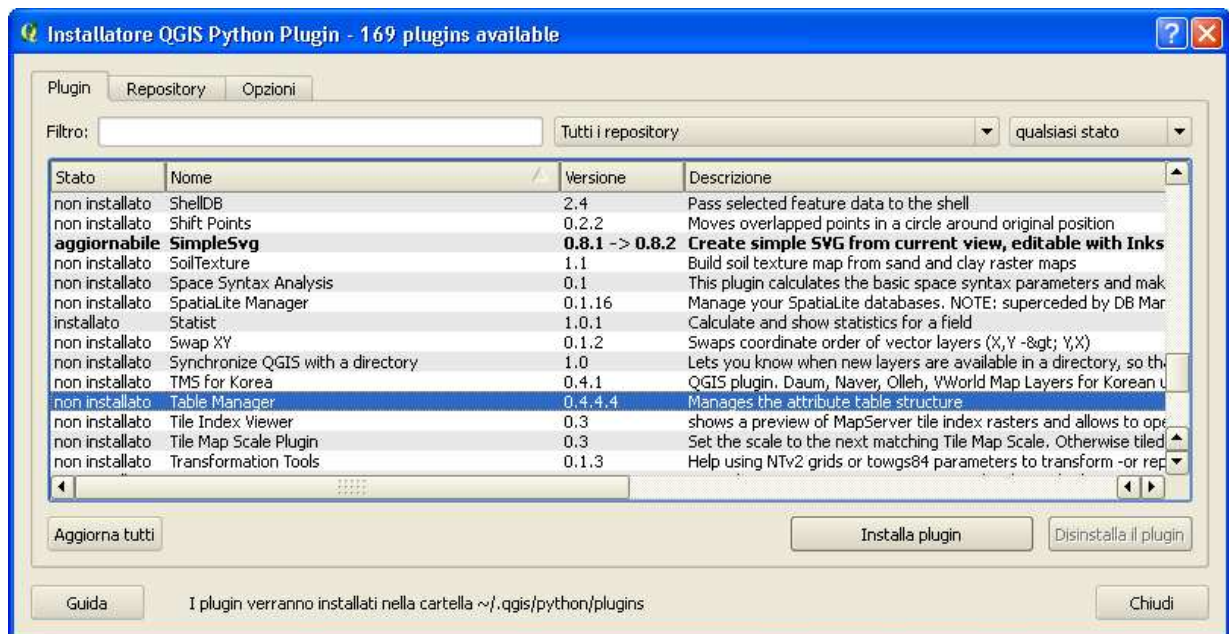 Installatore QGIS Python Plugin - 169 plugins available
Plugin Repository Opzioni
Filtro: Tutti i repository qualsiasi stato
Stato Nome Versione Descrizione
non installato ShellDB 2.4 Pass selected feature data to the shell
non installato Shift Points 0.2.2 Moves overlapped points in a circle around original position
aggiornabile SimpleSvg 0.8.1 -> 0.8.2 Create simple SVG from current view, editable with Inks
non installato SoilTexture 1.1 Build soil texture map from sand and clay raster maps
non installato Space Syntax Analysis 0.1 This plugin calculates the basic space syntax parameters and mak
non installato SpatiaLite Manager 0.1.16 Manage your SpatiaLite databases. NOTE: superceded by DB Mar
installato Statist 1.0.1 Calculate and show statistics for a field
non installato Swap XY 0.1.2 Swaps coordinate order of vector layers (X,Y -&gt; Y,X)
non installato Synchronize QGIS with a directory 1.0 Lets you know when new layers are available in a directory, so tha
non installato TMS for Korea 0.4.1 QGIS plugin. Daum, Naver, Olleh, VWorld Map Layers for Korean u
non installato Table Manager 0.4.4.4 Manages the attribute table structure
non installato Tile Index Viewer 0.3 shows a preview of MapServer tile index rasters and allows to ope
non installato Tile Map Scale Plugin 0.3 Set the scale to the next matching Tile Map Scale. Otherwise tiled
non installato Transformation Tools 0.1.3 Help using NTv2 grids or towgs84 parameters to transform -or rep
Aggiorna tutti Installa plugin Disinstalla il plugin
Guida I plugin verranno installati nella cartella ~/.qgis/python/plugins Chiudi